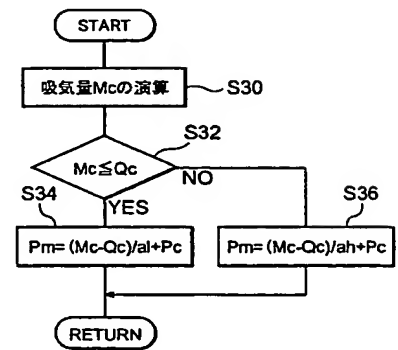 START
吸気量Mcの演算
S30
S32
Mc≦Qc
NO
S34
YES
S36
Pm=(Mc-Qc)/al+Pc
Pm=(Mc-Qc)/ah+Pc
RETURN